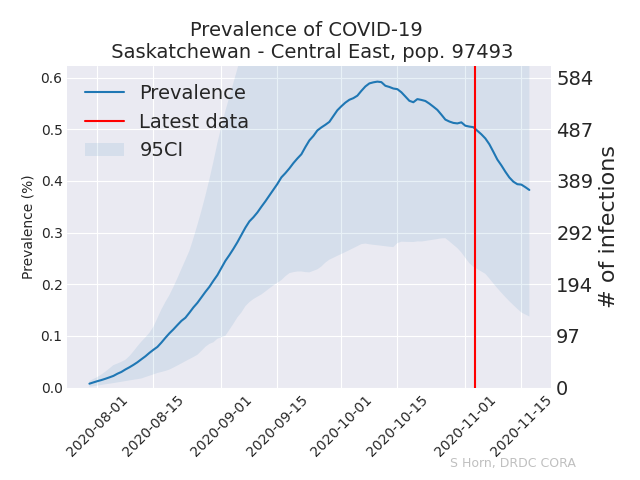 Prevalence of COVID-19
Saskatchewan - Central East, pop. 97493
Prevalence
Latest data
95CI
Prevalence (%)
0.6
0.5
0.4
0.3
0.2
0.1
0.0
584
487
389
292
194
97
0
# of infections
2020-08-01
2020-08-15
2020-09-01
2020-09-15
2020-10-01
2020-10-15
2020-11-01
2020-11-15
S Horn, DRDC CORA